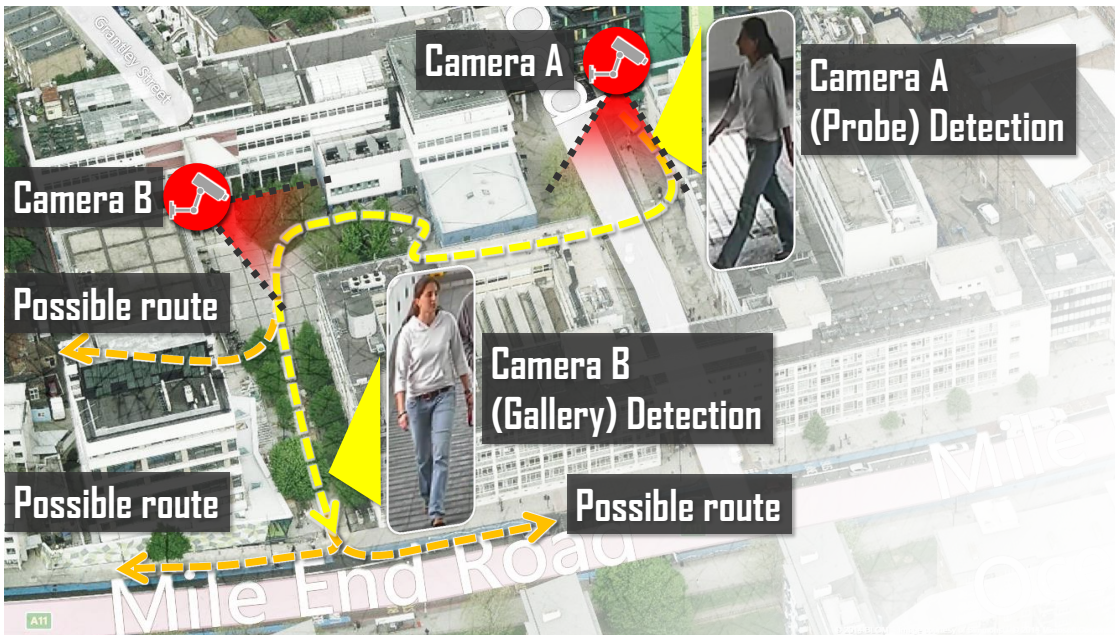 Grantley Street
Camera A
Camera A
(Probe) Detection
Camera B
Possible route
Camera B
(Gallery) Detection
Possible route
Possible route
Mile End Road
Mile
A11